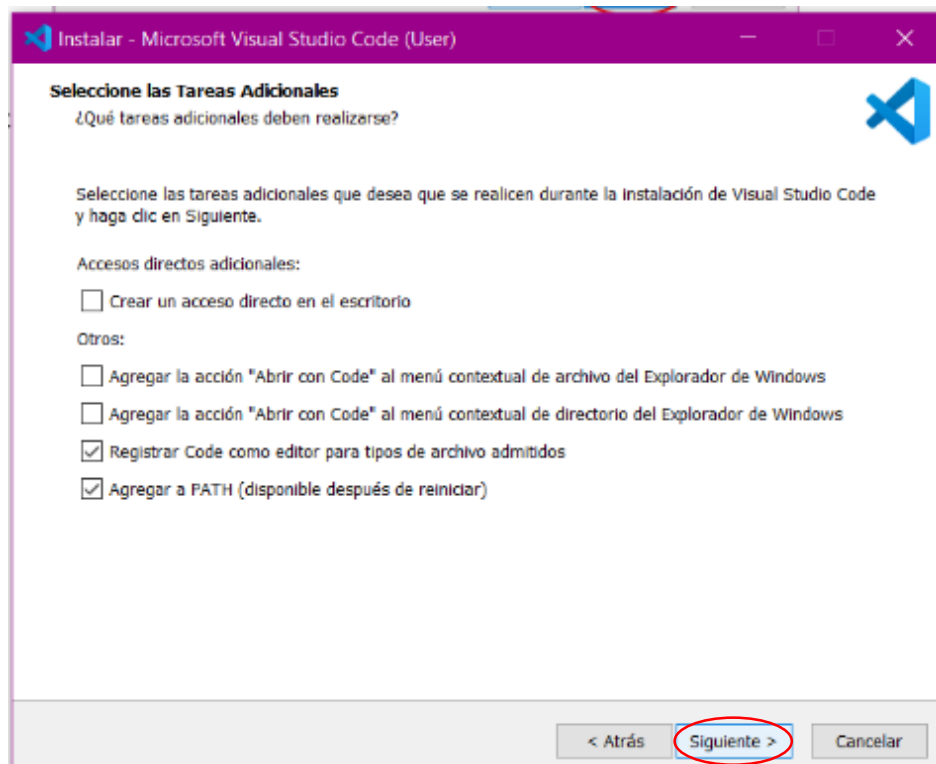 Instalar - Microsoft Visual Studio Code (User)
Seleccione las Tareas Adicionales
¿Qué tareas adicionales deben realizarse?
Seleccione las tareas adicionales que desea que se realicen durante la instalación de Visual Studio Code
y haga clic en Siguiente.
Accesos directos adicionales:
Crear un acceso directo en el escritorio
Otros:
Agregar la acción "Abrir con Code" al menú contextual de archivo del Explorador de Windows
Agregar la acción "Abrir con Code" al menú contextual de directorio del Explorador de Windows
Registrar Code como editor para tipos de archivo admitidos
Agregar a PATH (disponible después de reiniciar)
< Atrás Siguiente > Cancelar